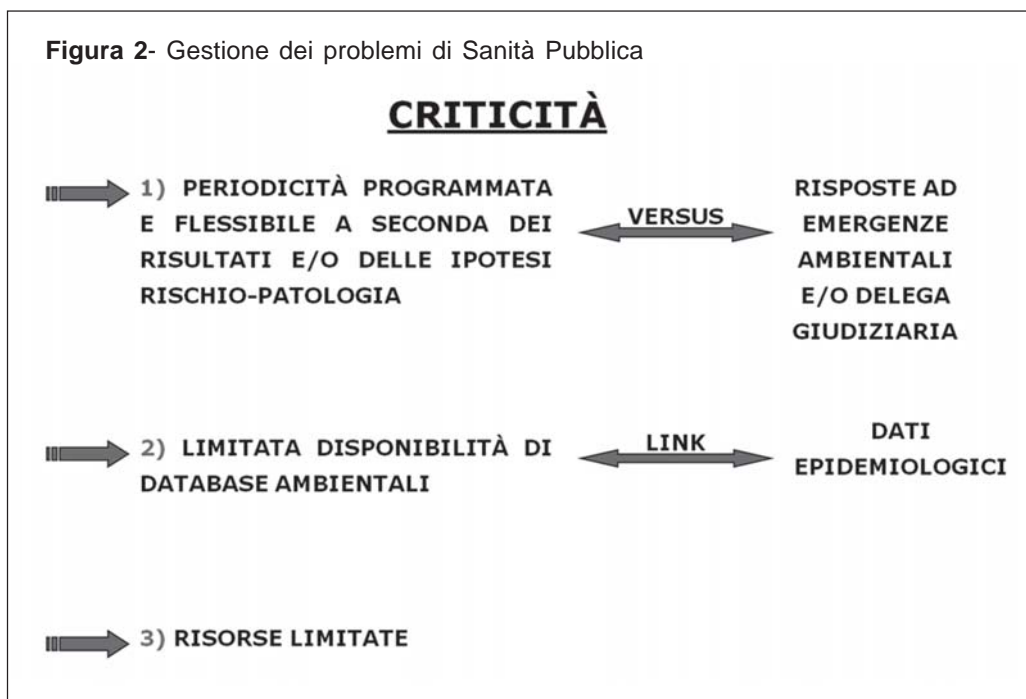 Figura 2- Gestione dei problemi di Sanità Pubblica
CRITICITÀ
1) PERIODICITÀ PROGRAMMATA
E FLESSIBILE A SECONDA DEI
RISULTATI E/O DELLE IPOTESI
RISCHIO-PATOLOGIA
VERSUS
RISPOSTE AD
EMERGENZE
AMBIENTALI
E/O DELEGA
GIUDIZIARIA
2) LIMITATA DISPONIBILITÀ DI
DATABASE AMBIENTALI
LINK
DATI
EPIDEMIOLOGICI
3) RISORSE LIMITATE